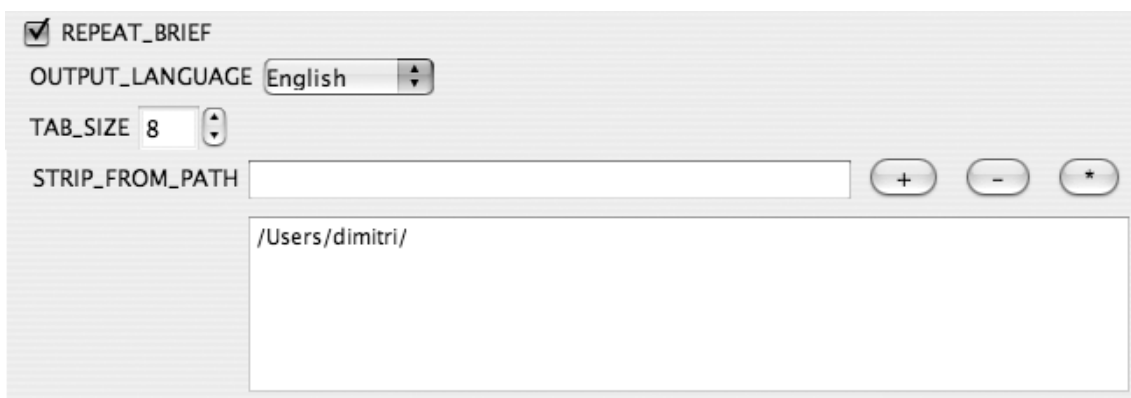 REPEAT_BRIEF
OUTPUT_LANGUAGE English
TAB_SIZE 8
STRIP_FROM_PATH + - *
/Users/dimitri/